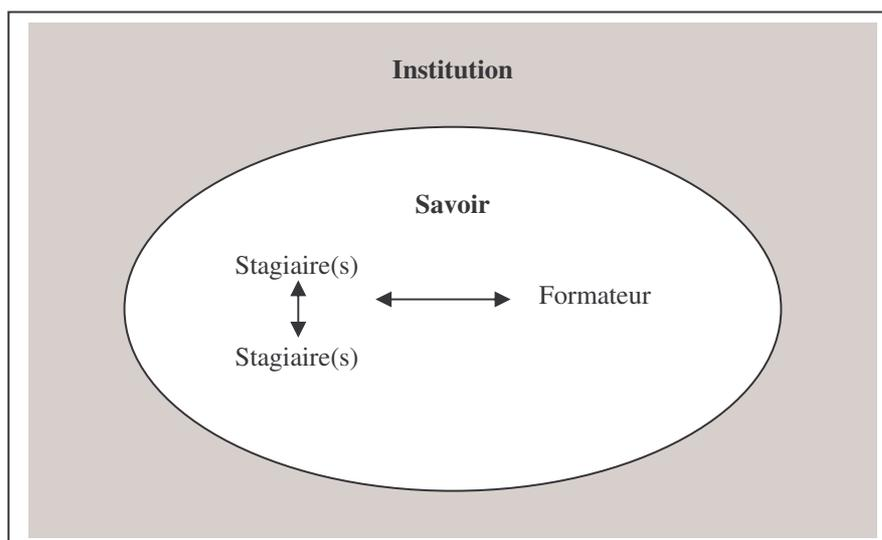 Institution
Savoir
Stagiaire(s)
Formateur
Stagiaire(s)